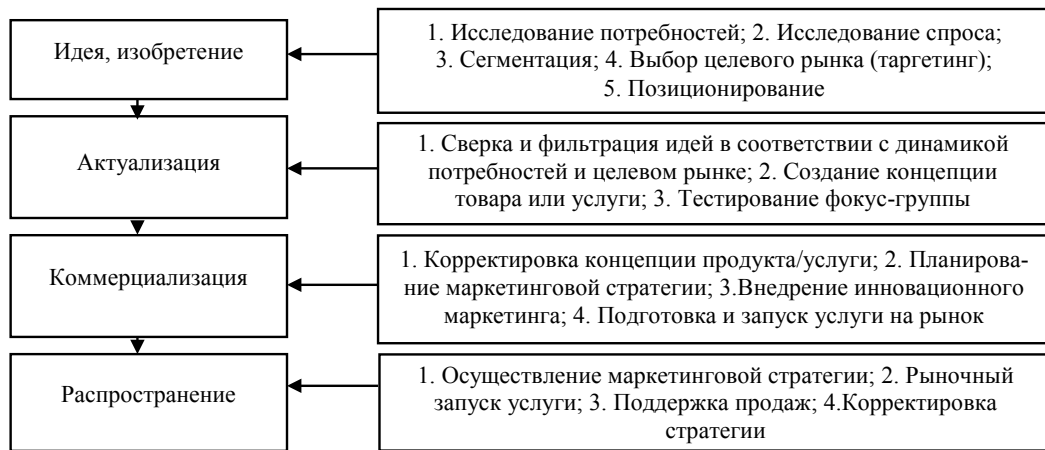 Идея, изобретение
1. Исследование потребностей; 2. Исследование спроса;
3. Сегментация; 4. Выбор целевого рынка (таргетинг);
5. Позиционирование
Актуализация
1. Сверка и фильтрация идей в соответствии с динамикой
потребностей и целевом рынке; 2. Создание концепции
товара или услуги; 3. Тестирование фокус-группы
Коммерциализация
1. Корректировка концепции продукта/услуги; 2. Планирова-
ние маркетинговой стратегии; 3.Внедрение инновационного
маркетинга; 4. Подготовка и запуск услуги на рынок
Распространение
1. Осуществление маркетинговой стратегии; 2. Рыночный
запуск услуги; 3. Поддержка продаж; 4.Корректировка
стратегии